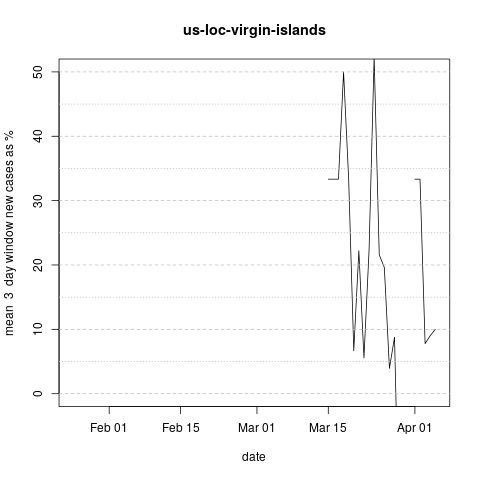 us-loc-virgin-islands
mean 3 day window new cases as %
50
40
30
20
10
0
Feb 01 Feb 15 Mar 01 Mar 15 Apr 01
date